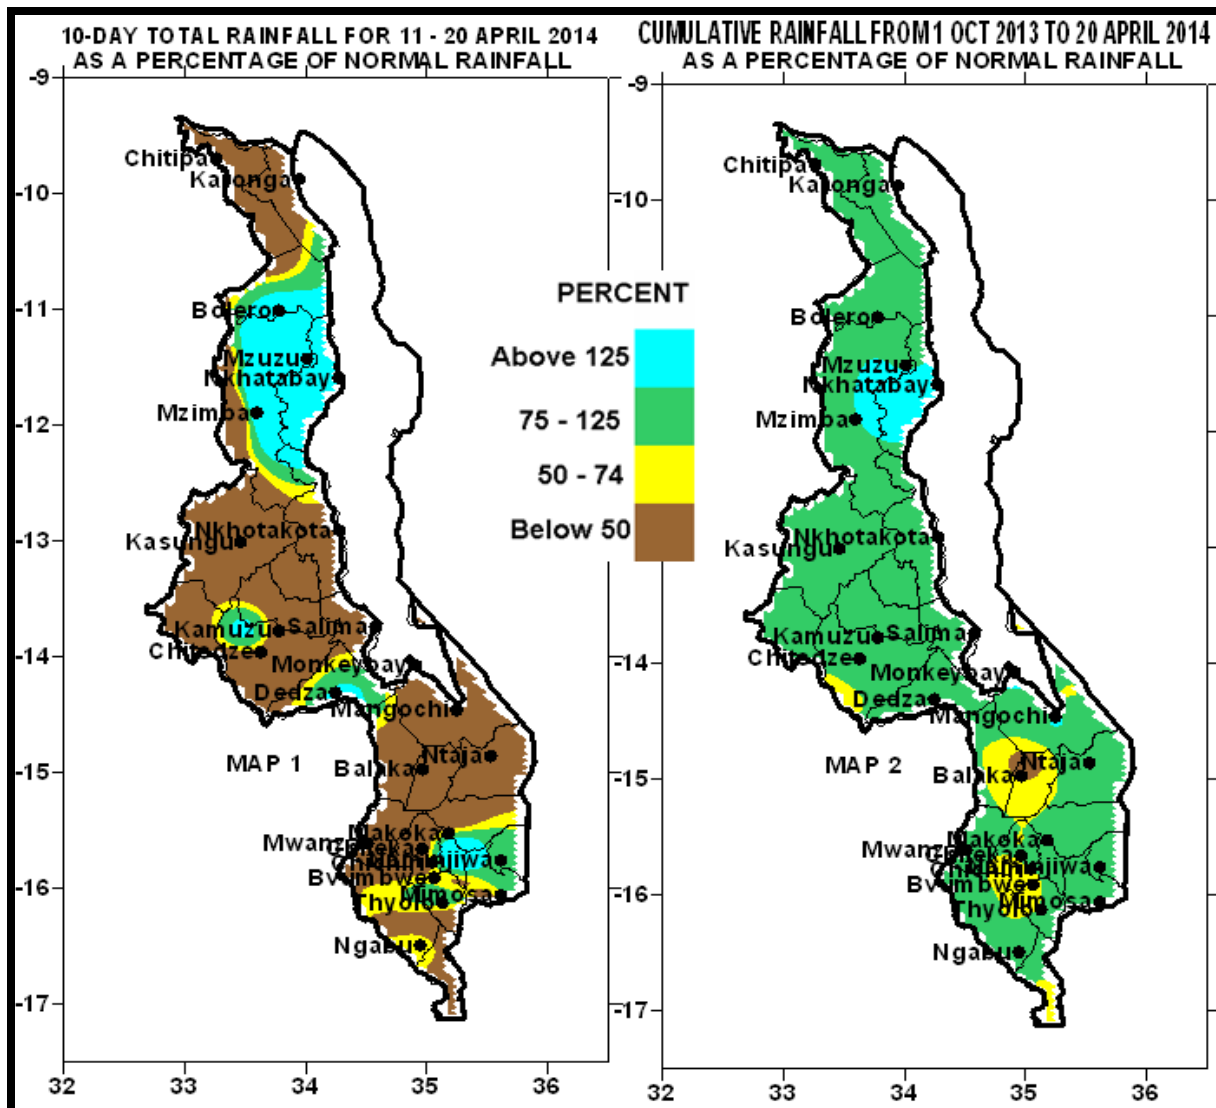 10-DAY TOTAL RAINFALL FOR 11 - 20 APRIL 2014
AS A PERCENTAGE OF NORMAL RAINFALL
CUMULATIVE RAINFALL FROM 1 OCT 2013 TO 20 APRIL 2014
AS A PERCENTAGE OF NORMAL RAINFALL
-9
-10
-11
-12
-13
-14
-15
-16
-17
32
33
34
35
36
Chitipa
Karonga
Bolero
Mzuzu
Nkhatabay
Mzimba
Nkhotakota
Kasungu
Kamuzu
Salima
Chitedze
Monkeybay
Dedza
Mangochi
MAP 1
Ntaja
Balaka
Makoka
Mwanza
Bvumbwe
Mimosa
Thyolo
Ngabu
PERCENT
Above 125
75 - 125
50 - 74
Below 50
-9
-10
-11
-12
-13
-14
-15
-16
-17
32
33
34
35
36
Chitipa
Karonga
Bolero
Mzuzu
Nkhatabay
Mzimba
Nkhotakota
Kasungu
Kamuzu
Salima
Chitedze
Monkeybay
Dedza
Mangochi
MAP 2
Ntaja
Balaka
Makoka
Mwanza
Bvumbwe
Mimosa
Thyolo
Ngabu